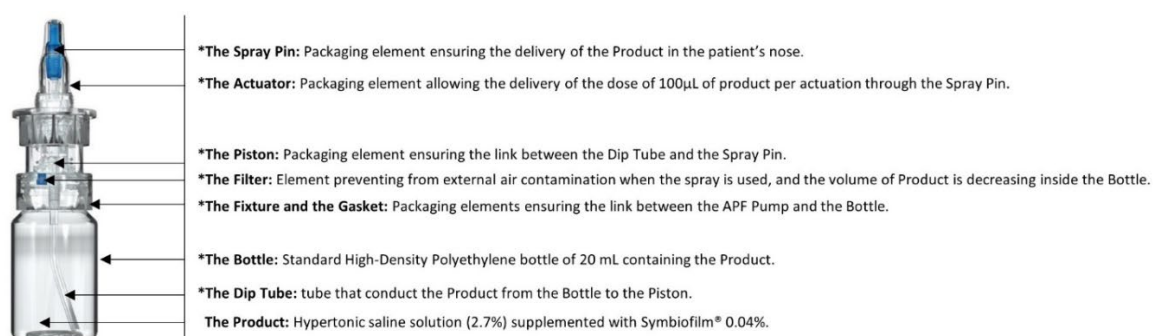 *The Spray Pin: Packaging element ensuring the delivery of the Product in the patient's nose.
*The Actuator: Packaging element allowing the delivery of the dose of 100µL of product per actuation through the Spray Pin.
*The Piston: Packaging element ensuring the link between the Dip Tube and the Spray Pin.
*The Filter: Element preventing from external air contamination when the spray is used, and the volume of Product is decreasing inside the Bottle.
*The Fixture and the Gasket: Packaging elements ensuring the link between the APF Pump and the Bottle.
*The Bottle: Standard High-Density Polyethylene bottle of 20 mL containing the Product.
*The Dip Tube: tube that conduct the Product from the Bottle to the Piston.
The Product: Hypertonic saline solution (2.7%) supplemented with Symbiofilm® 0.04%.